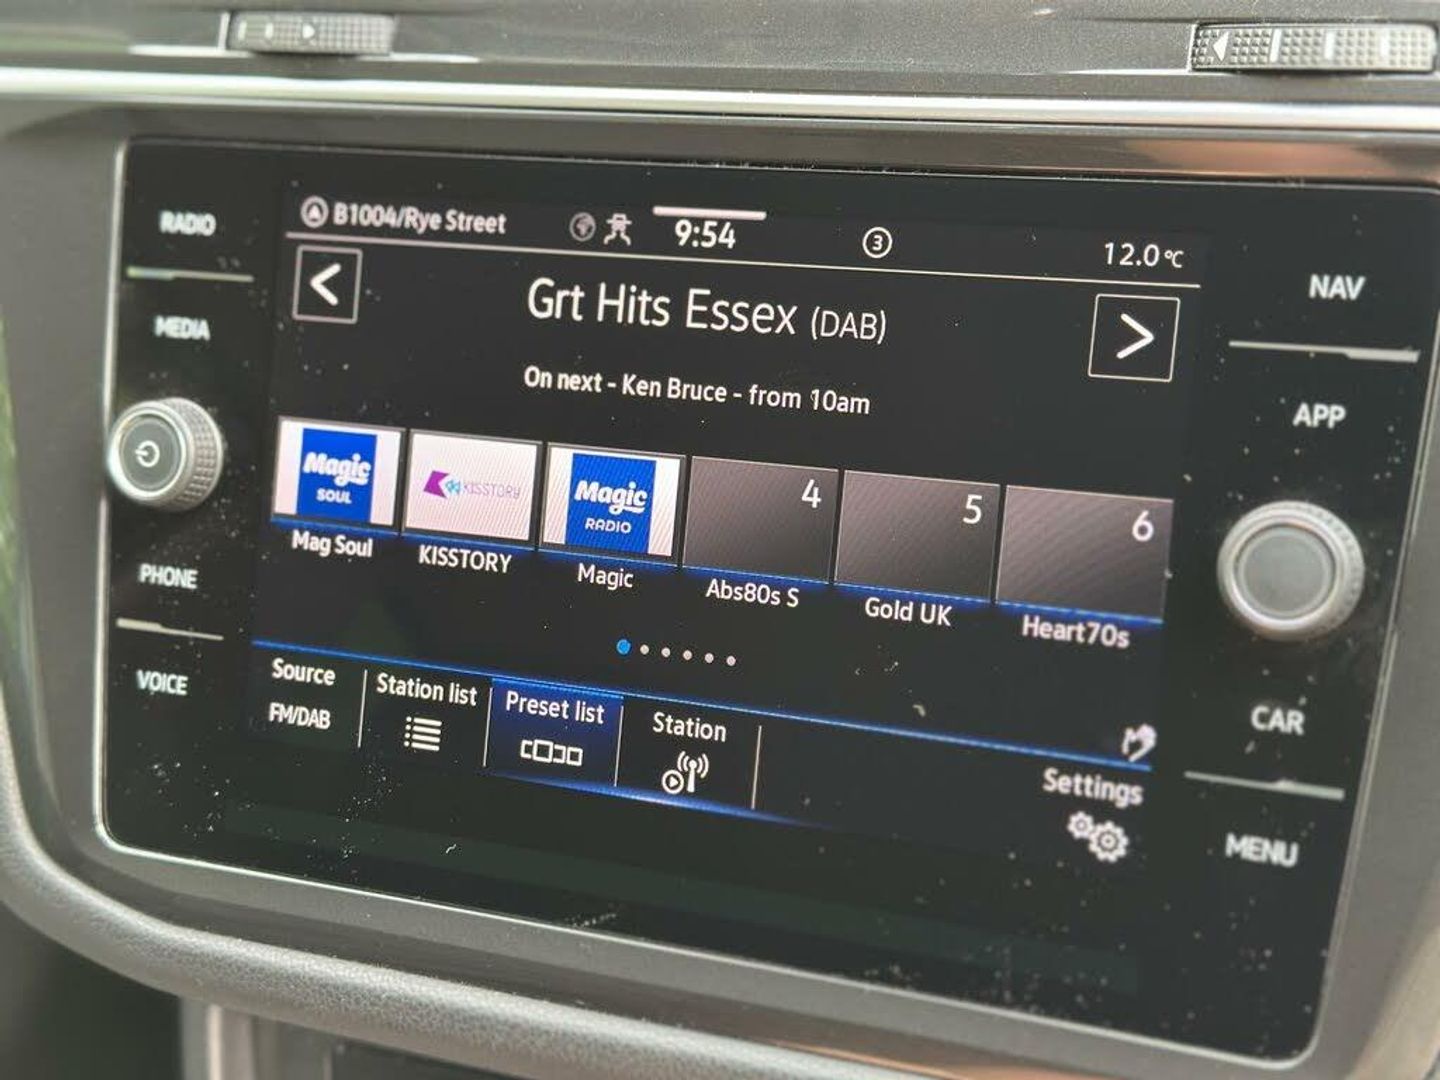 RADIO
MEDIA
PHONE
VOICE
B1004/Rye Street
9:54
3
12.0 °C
Grt Hits Essex (DAB)
On next - Ken Bruce - from 10am
Magic
SOUL
KISSTORY
Magic
RADIO
4
5
6
Mag Soul
KISSTORY
Magic
Abs80s S
Gold UK
Heart70s
Source
FM/DAB
Station list
Preset list
Station
Settings
NAV
APP
CAR
MENU